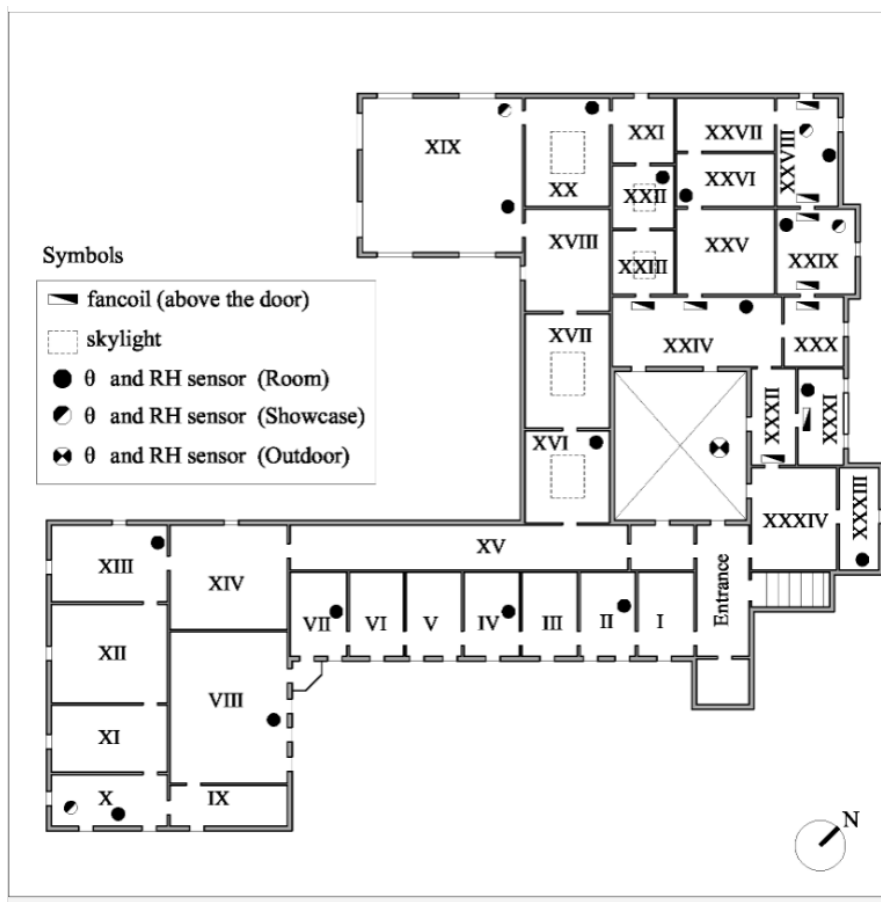 XIX
XX
XXI
XXII
XXIII
XXVII
XXVI
XXV
XXVIII
XXIX
XVIII
XXIV
XXX
XVII
XXXII
XXXI
XVI
XXXIV
XXXIII
Symbols
fancoil (above the door)
skylight
θ and RH sensor (Room)
θ and RH sensor (Showcase)
θ and RH sensor (Outdoor)
XV
Entrance
XIII
XIV
VII
VI
V
IV
III
II
I
XII
VIII
XI
X
IX
N